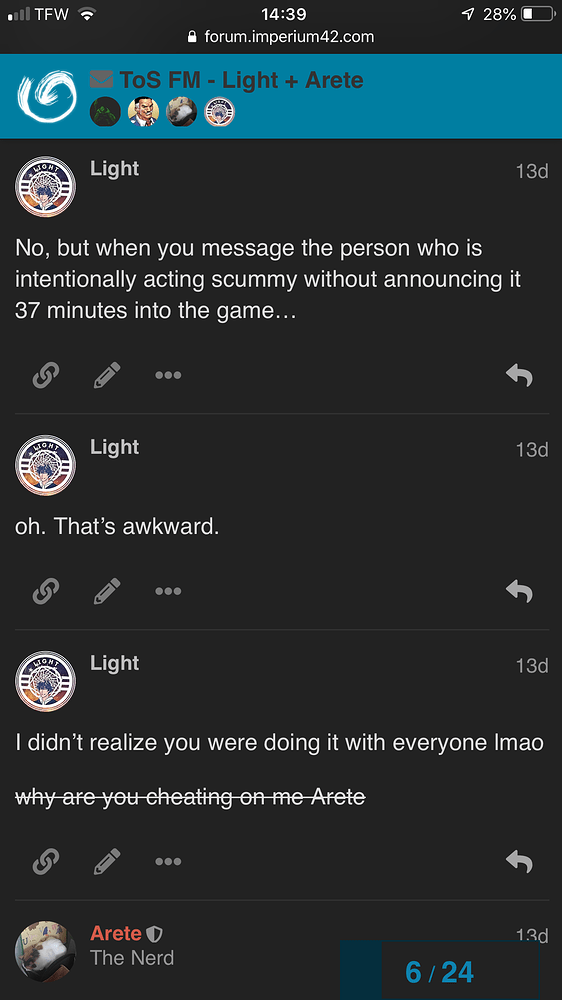 TFW 14:39 28%
forum.imperium42.com
ToS FM - Light + Arete
Light 13d
No, but when you message the person who is
intentionally acting scummy without announcing it
37 minutes into the game…
LIGHT
Light 13d
oh. That’s awkward.
LIGHT
Light 13d
I didn’t realize you were doing it with everyone lmao
why are you cheating on me Arete
LIGHT
Arete 13d
The Nerd
6 / 24